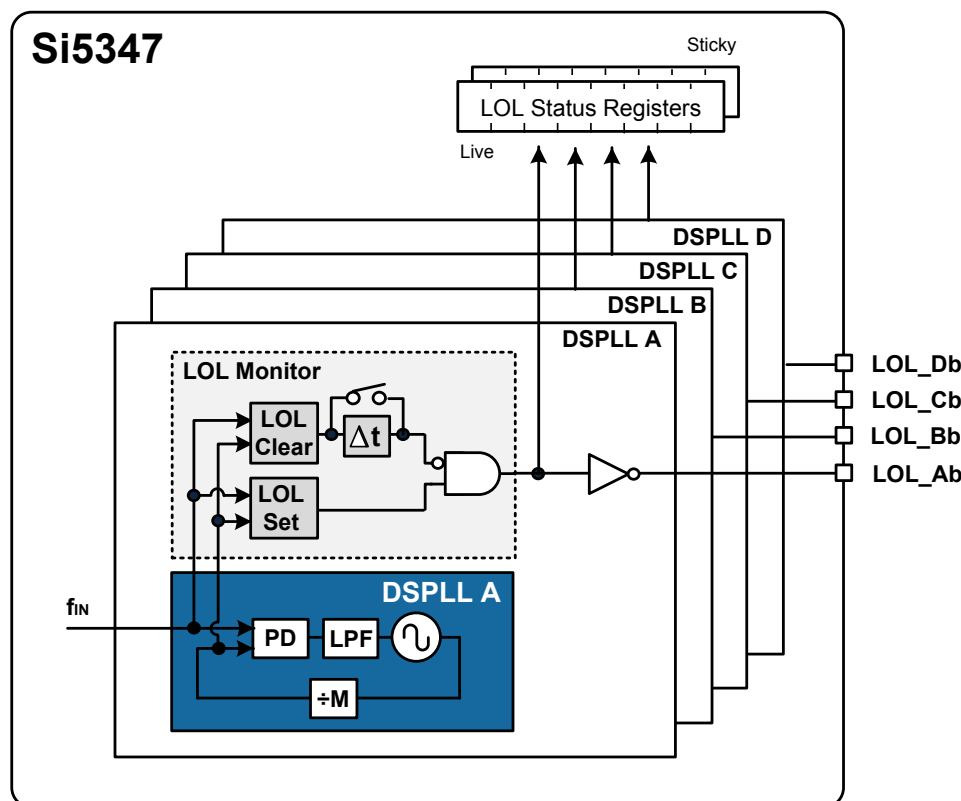 Si5347
Sticky
LOL Status Registers
Live
DSPLL D
DSPLL C
DSPLL B
DSPLL A
LOL Monitor
LOL
Clear
Δt
LOL
Set
LOL_Db
LOL_Cb
LOL_Bb
LOL_Ab
DSPLL A
fIN
PD
LPF
÷M